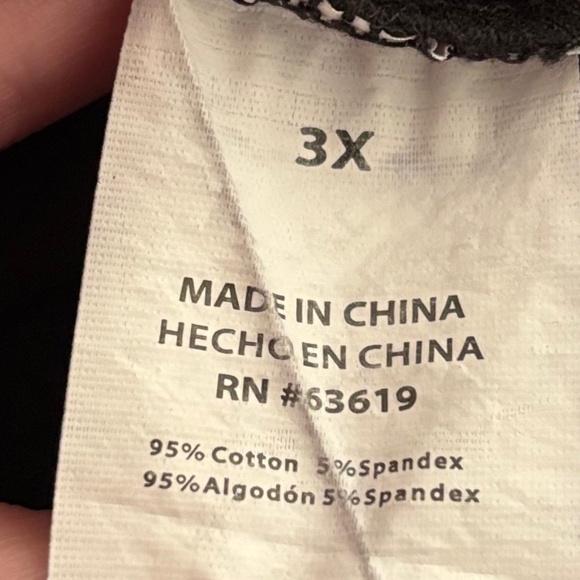 3X
MADE IN CHINA
HECHO EN CHINA
RN #63619
95% Cotton 5%Spandex
95%Algodón 5%Spandex